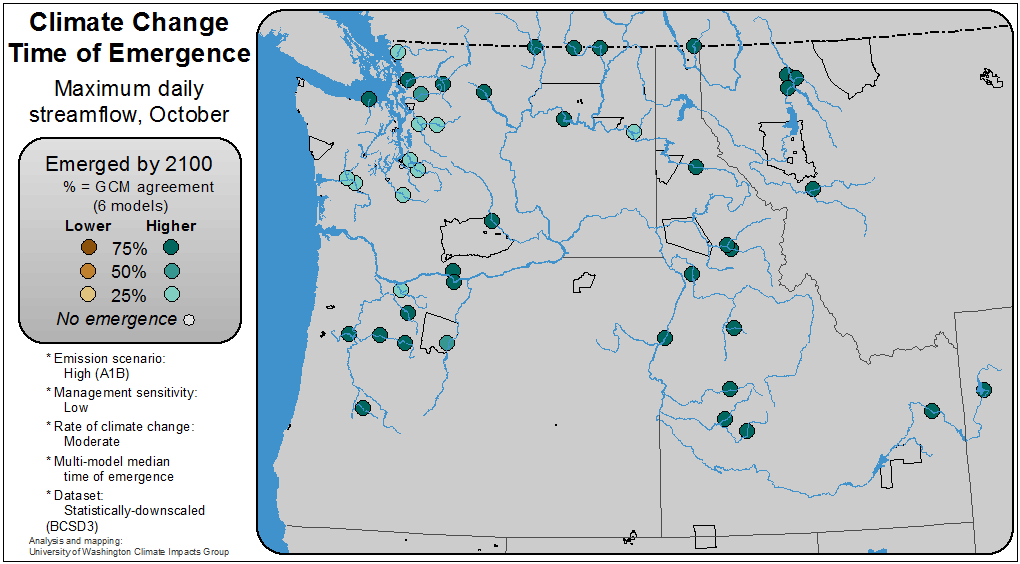 Climate Change
Time of Emergence
Maximum daily
streamflow, October
Emerged by 2100
% = GCM agreement
(6 models)
Lower Higher
75%
50%
25%
No emergence
* Emission scenario:
High (A1B)
* Management sensitivity:
Low
* Rate of climate change:
Moderate
* Multi-model median
time of emergence
* Dataset:
Statistically-downscaled
(BCSD3)
Analysis and mapping:
University of Washington Climate Impacts Group